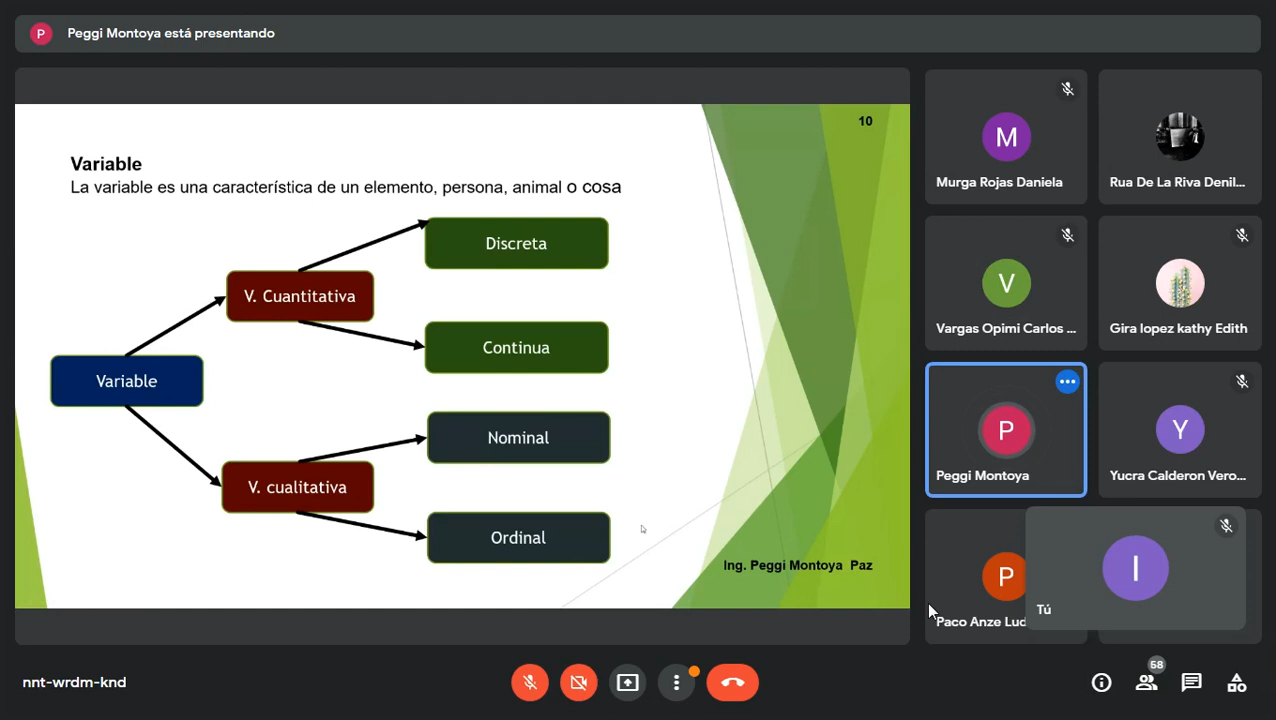 P
Peggi Montoya está presentando
10
Variable
La variable es una característica de un elemento, persona, animal o cosa
Discreta
V. Cuantitativa
Continua
Variable
Nominal
V. cualitativa
Ordinal
Ing. Peggi Montoya Paz
M
Murga Rojas Daniela
Rua De La Riva Denil...
V
Vargas Opimi Carlos ...
Gira lopez kathy Edith
P
Peggi Montoya
Y
Yucra Calderon Vero...
P
Paco Anze Lud
I
Tú
nnt-wrdm-knd
58